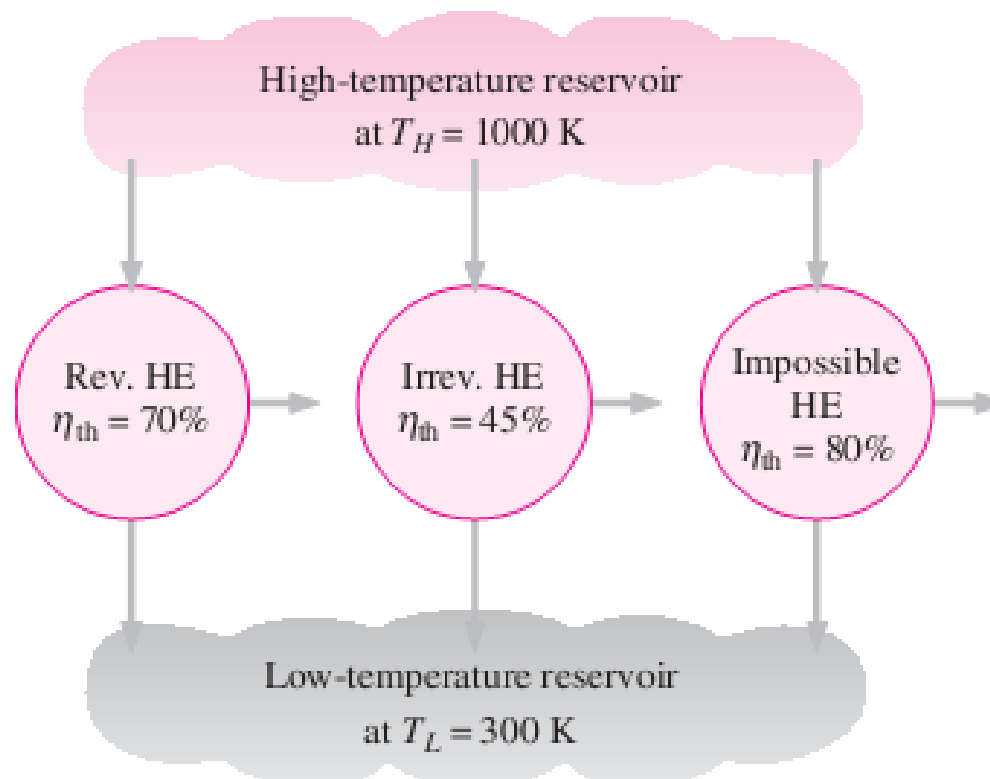 High-temperature reservoir
at T_H = 1000 K
Rev. HE
η_th = 70%
Irrev. HE
η_th = 45%
Impossible
HE
η_th = 80%
Low-temperature reservoir
at T_L = 300 K